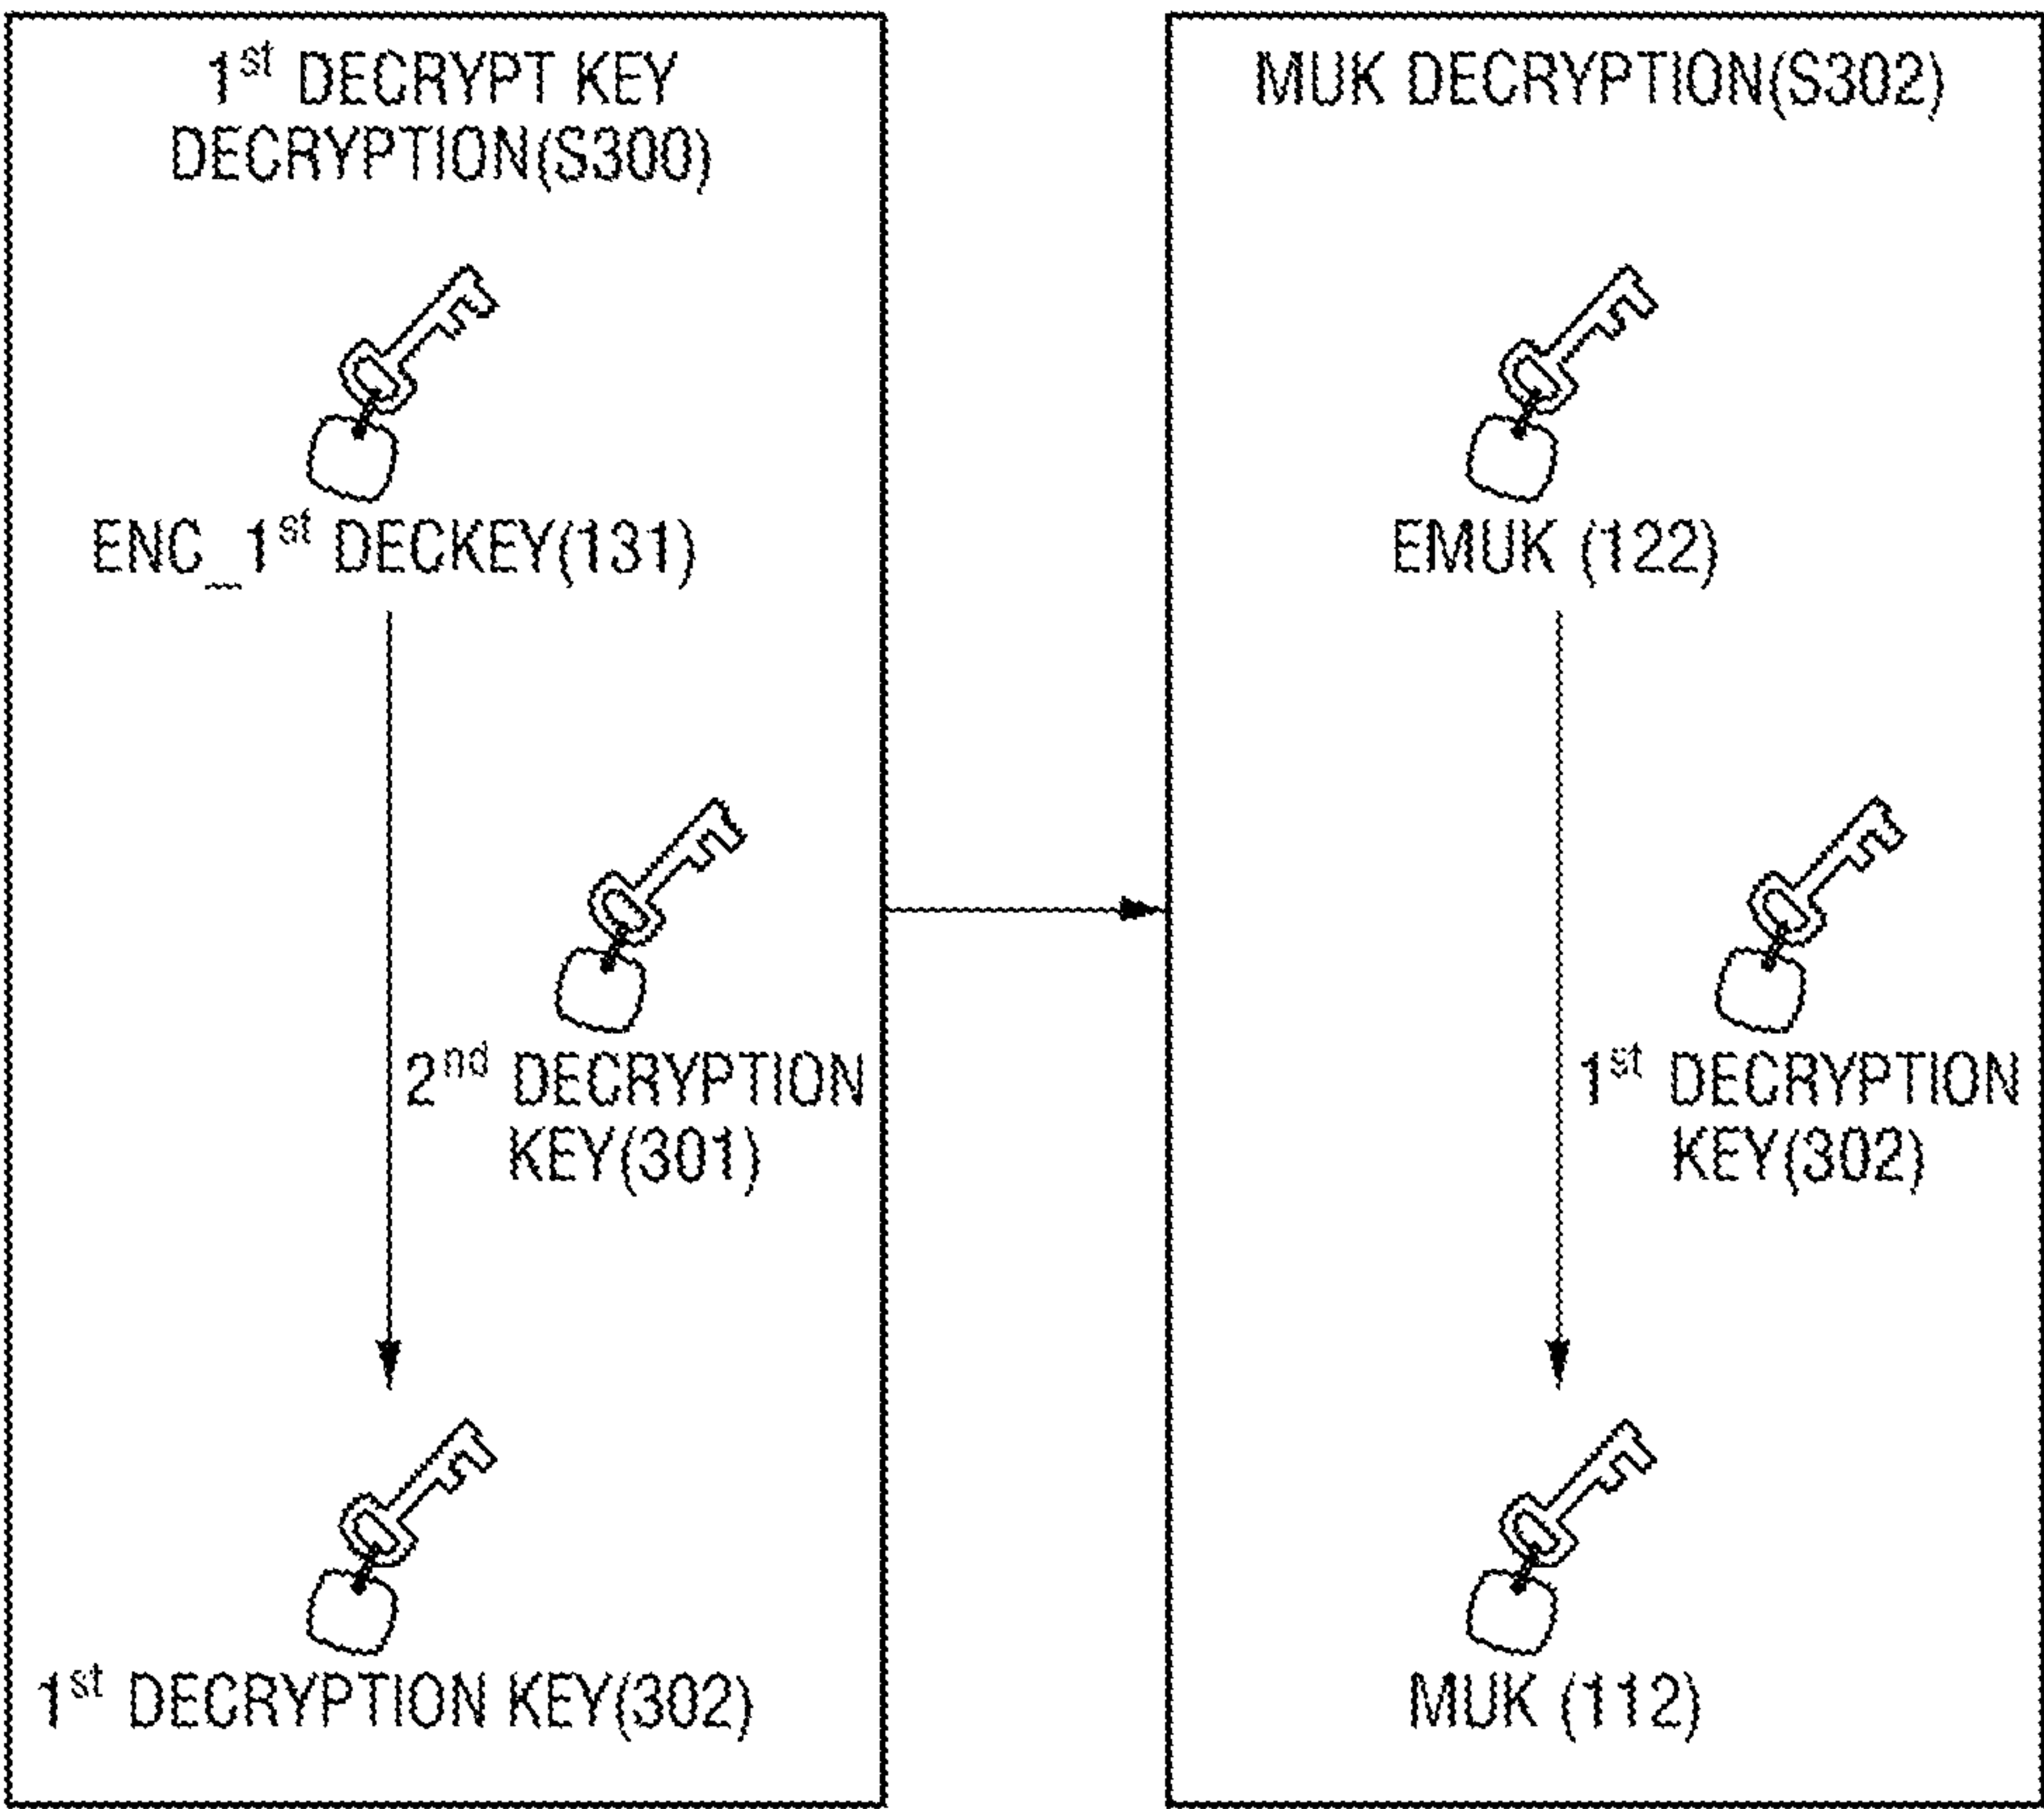 1st DECRYPT KEY
DECRYPTION(S300)
ENC_1st DECKEY(131)
2nd DECRYPTION
KEY(301)
1st DECRYPTION KEY(302)
MUK DECRYPTION(S302)
EMUK (122)
1st DECRYPTION
KEY(302)
MUK (112)